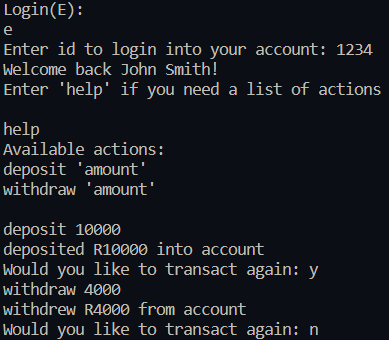 Login(E):
e
Enter id to login into your account: 1234
Welcome back John Smith!
Enter 'help' if you need a list of actions
help
Available actions:
deposit 'amount'
withdraw 'amount'
deposit 10000
deposited R10000 into account
Would you like to transact again: y
withdraw 4000
withdrew R4000 from account
Would you like to transact again: n